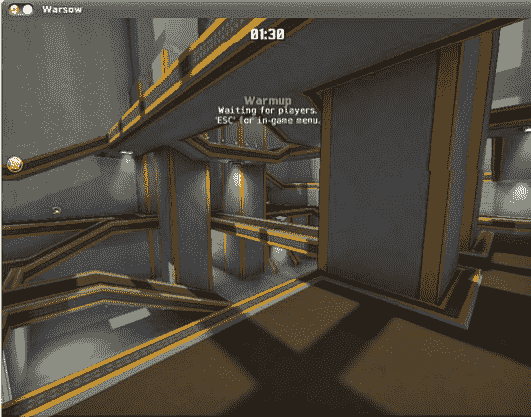 Warsow
01:30
Warmup
Waiting for players.
'ESC' for in-game menu.